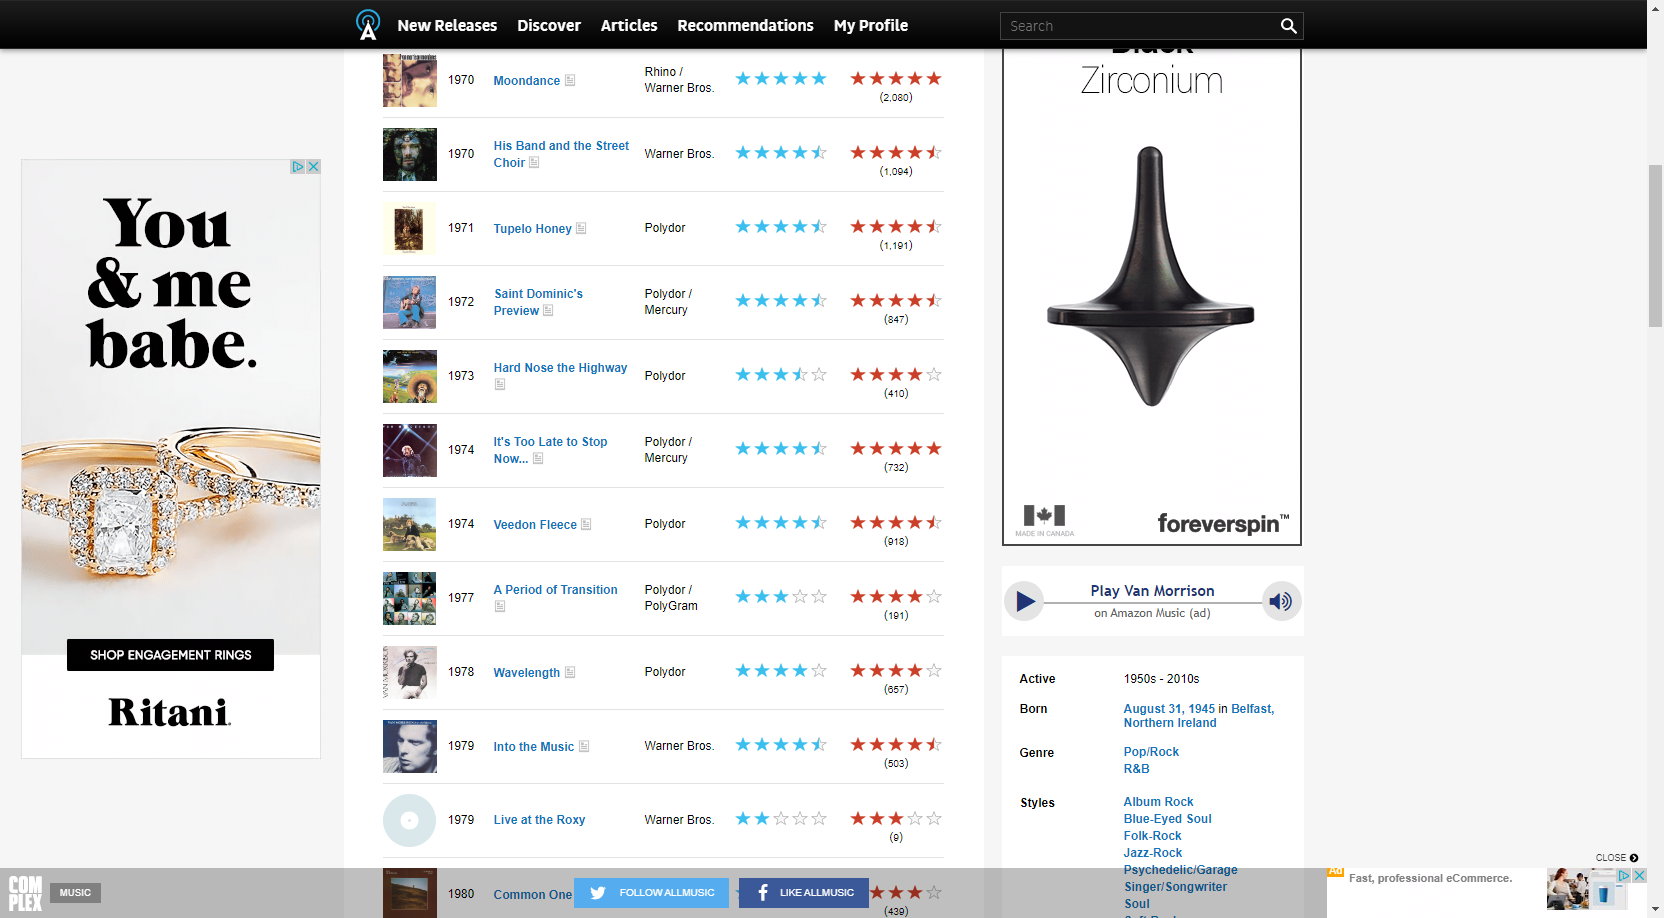 New Releases
Discover
Articles
Recommendations
My Profile
Search
You
& me
babe.
SHOP ENGAGEMENT RINGS
Ritani
1970
Moondance
Rhino /
Warner Bros.
(2,080)
1970
His Band and the Street
Choir
Warner Bros.
(1,094)
1971
Tupelo Honey
Polydor
(1,191)
1972
Saint Dominic's
Preview
Polydor /
Mercury
(847)
1973
Hard Nose the Highway
Polydor
(410)
1974
It's Too Late to Stop
Now...
Polydor /
Mercury
(732)
1974
Veedon Fleece
Polydor
(918)
1977
A Period of Transition
Polydor /
PolyGram
(191)
1978
Wavelength
Polydor
(657)
1979
Into the Music
Warner Bros.
(503)
1979
Live at the Roxy
Warner Bros.
(9)
1980
Common One
(439)
Black
Zirconium
MADE IN CANADA
foreverspin™
Play Van Morrison
on Amazon Music (ad)
Active
1950s - 2010s
Born
August 31, 1945 in Belfast,
Northern Ireland
Genre
Pop/Rock
R&B
Styles
Album Rock
Blue-Eyed Soul
Folk-Rock
Jazz-Rock
Psychedelic/Garage
Singer/Songwriter
Soul
CLOSE
COMPLEX
MUSIC
FOLLOW ALLMUSIC
LIKE ALLMUSIC
Ad
Fast, professional eCommerce.